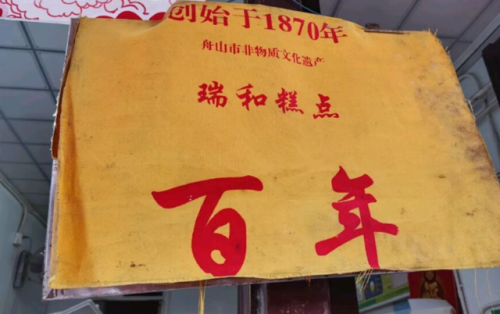 创始于1870年
舟山市非物质文化遗产
瑞和糕点
百年